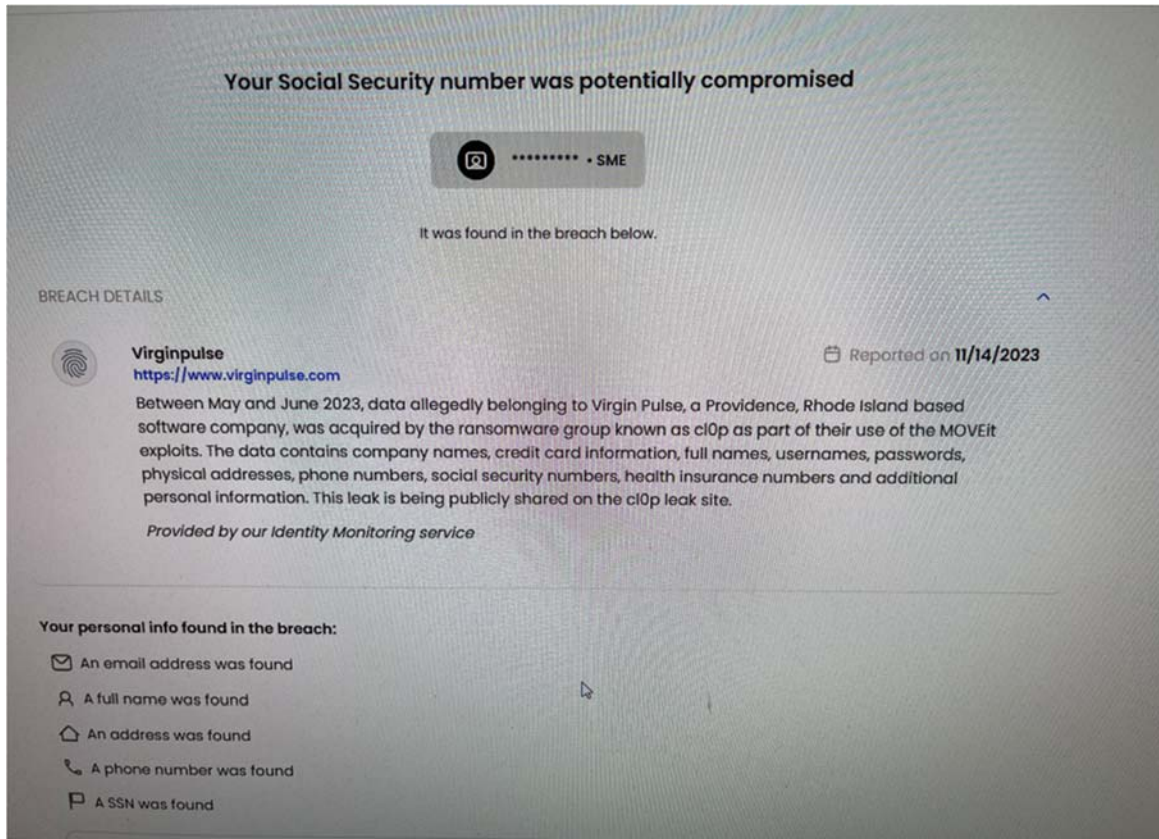 Your Social Security number was potentially compromised
········· • SME
It was found in the breach below.
BREACH DETAILS
Virginpulse
Reported on 11/14/2023
https://www.virginpulse.com
Between May and June 2023, data allegedly belonging to Virgin Pulse, a Providence, Rhode Island based
software company, was acquired by the ransomware group known as cl0p as part of their use of the MOVEit
exploits. The data contains company names, credit card information, full names, usernames, passwords,
physical addresses, phone numbers, social security numbers, health insurance numbers and additional
personal information. This leak is being publicly shared on the cl0p leak site.
Provided by our Identity Monitoring service
Your personal info found in the breach:
An email address was found
A full name was found
An address was found
A phone number was found
A SSN was found